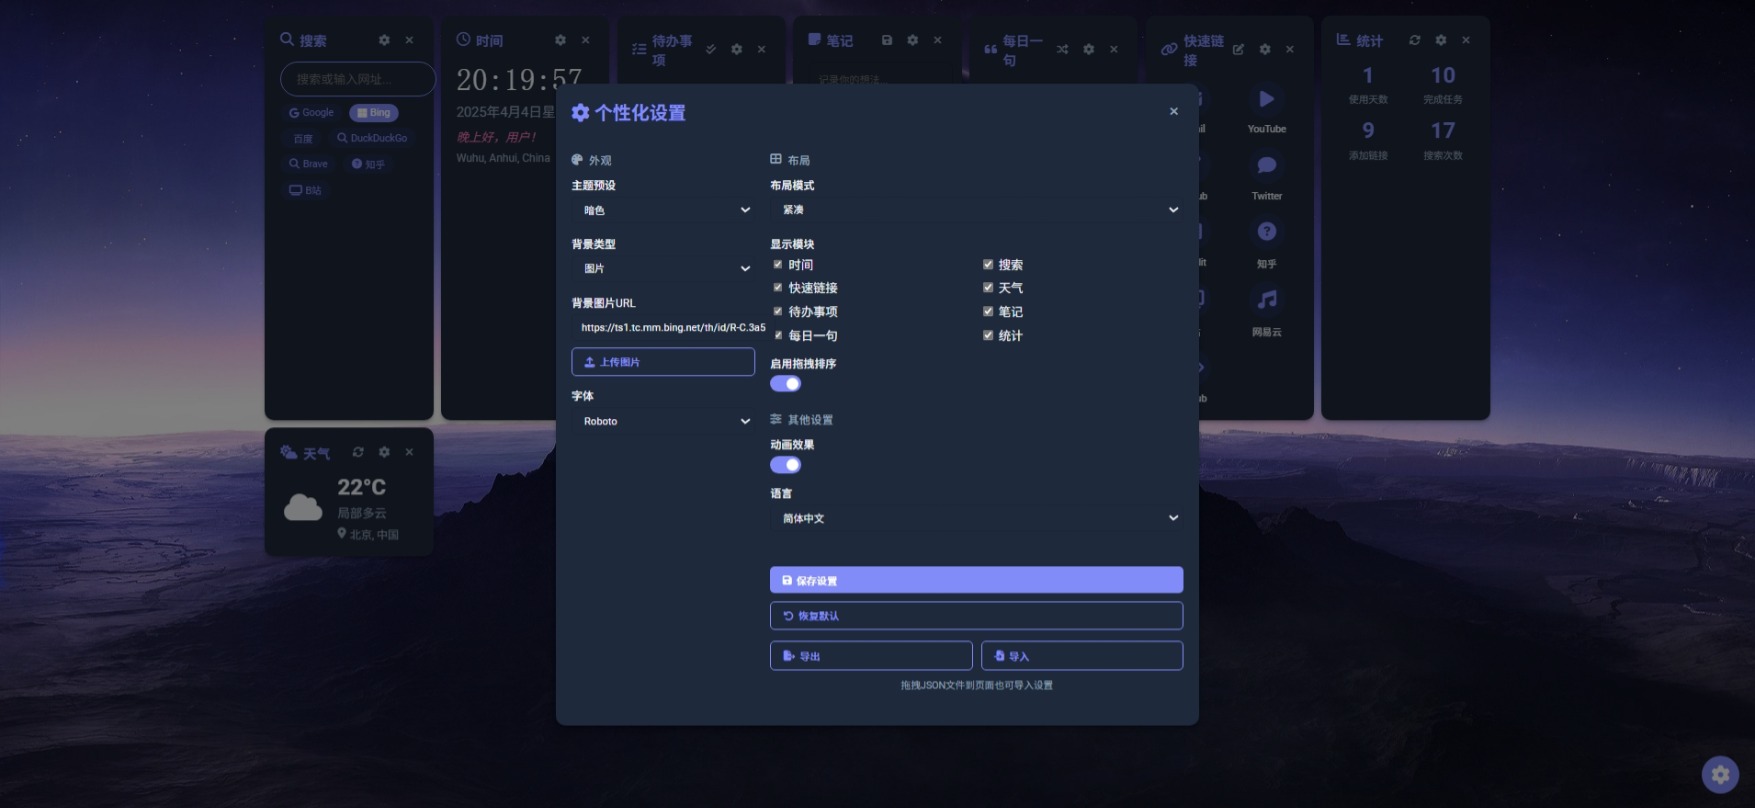 搜索
搜索或输入网址...
Google
Bing
百度
DuckDuckGo
Brave
知乎
B站
时间
20:19:57
2025年4月4日星
晚上好，用户！
Wuhu, Anhui, China
待办事
项
笔记
记录你的想法...
每日一
句
快速链
接
YouTube
Twitter
知乎
网易云
统计
1
10
使用天数
完成任务
9
17
添加链接
搜索次数
天气
22°C
局部多云
北京, 中国
个性化设置
外观
主题预设
暗色
背景类型
图片
背景图片URL
https://ts1.tc.mm.bing.net/th/id/R-C.3a5
上传图片
字体
Roboto
布局
布局模式
紧凑
显示模块
时间
搜索
快速链接
天气
待办事项
笔记
每日一句
统计
启用拖拽排序
其他设置
动画效果
语言
简体中文
保存设置
恢复默认
导出
导入
拖拽JSON文件到页面也可导入设置